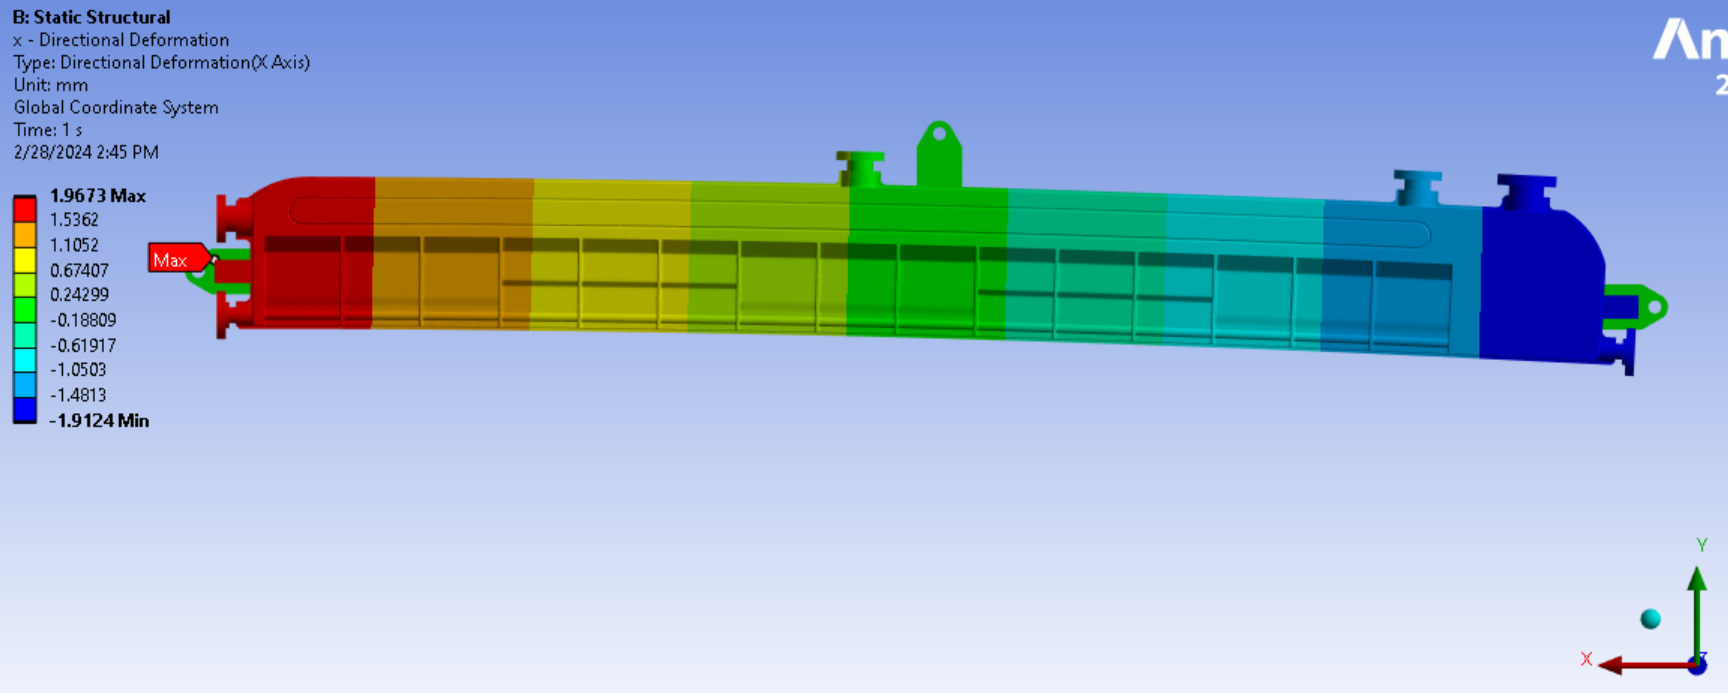 B: Static Structural
x - Directional Deformation
Type: Directional Deformation(X Axis)
Unit: mm
Global Coordinate System
Time: 1 s
2/28/2024 2:45 PM
1.9673 Max
1.5362
1.1052
0.67407
0.24299
-0.18809
-0.61917
-1.0503
-1.4813
-1.9124 Min
Max
An
2
Y
X
Z